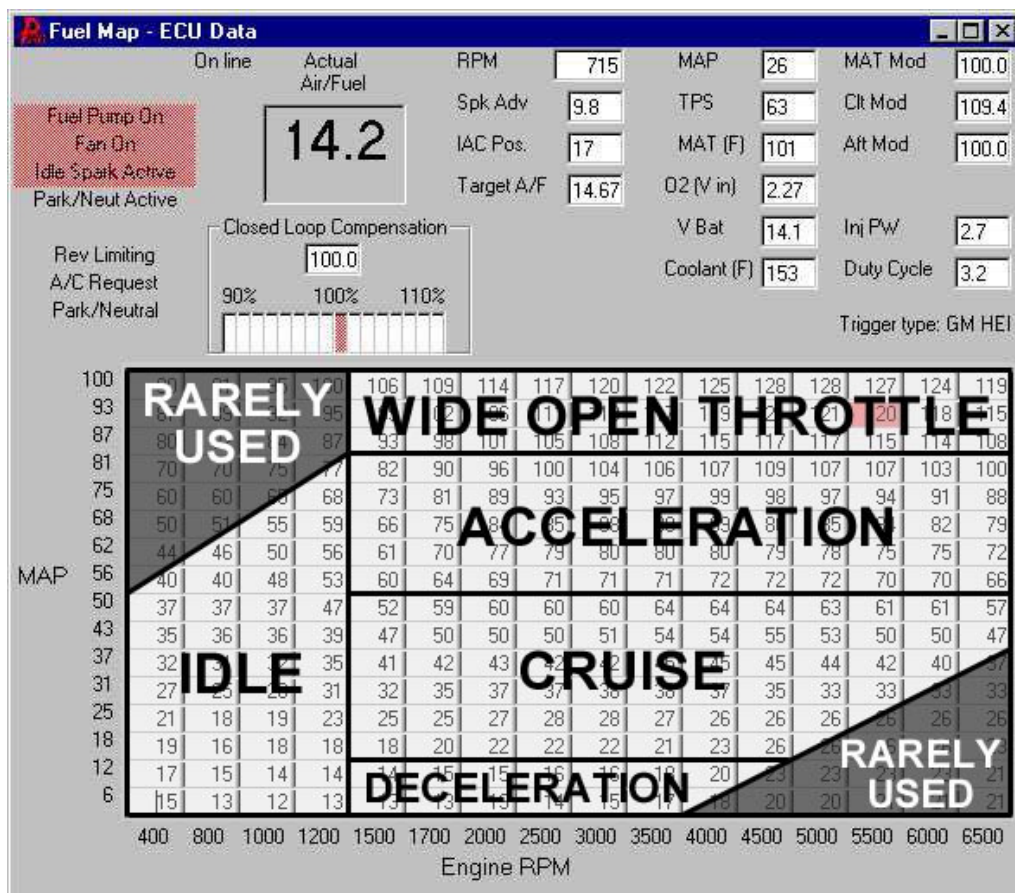 Fuel Map - ECU Data
On line
Actual Air/Fuel
14.2
RPM 715
MAP 26
MAT Mod 100.0
Fuel Pump On
Spk Adv 9.8
TPS 63
Clt Mod 109.4
Fan On
IAC Pos. 17
MAT (F) 101
Aft Mod 100.0
Idle Spark Active
Target A/F 14.67
O2 (V in) 2.27
Park/Neut Active
V Bat 14.1
Inj PW 2.7
Closed Loop Compensation
100.0
Rev Limiting
A/C Request
Park/Neutral
Coolant (F) 153
Duty Cycle 3.2
90% 100% 110%
Trigger type: GM HEI
RARELY USED
WIDE OPEN THROTTLE
ACCELERATION
IDLE
CRUISE
DECELERATION
RARELY USED
MAP
100 106 109 114 117 120 122 125 128 128 127 124 119
93 118 115
87 80 87 93 98 101 105 108 112 115 117 117 115 114 108
81 70 70 75 77 82 90 96 100 104 106 107 109 107 107 103 100
75 60 60 68 73 81 89 93 95 97 99 98 97 94 91 88
68 50 51 55 59 66 75 85 82 79
62 44 46 50 56 61 70 77 79 80 80 80 79 78 75 75 72
56 40 40 48 53 60 64 69 71 71 71 72 72 72 70 70 66
50 37 37 37 47 52 59 60 60 60 64 64 64 63 61 61 57
43 35 36 36 39 47 50 50 50 51 54 54 55 53 50 50 47
37 32 35 41 42 43 45 45 44 42 40 37
31 27 31 32 35 37 37 37 35 33 33 33 33
25 21 18 19 23 25 25 27 28 28 27 26 26 26 26 26 26
18 19 16 18 18 18 20 22 22 22 21 23 26
12 17 15 14 14 20 23 23 21
6 15 13 12 13 18 20 20 21
400 800 1000 1200 1500 1700 2000 2500 3000 3500 4000 4500 5000 5500 6000 6500
Engine RPM